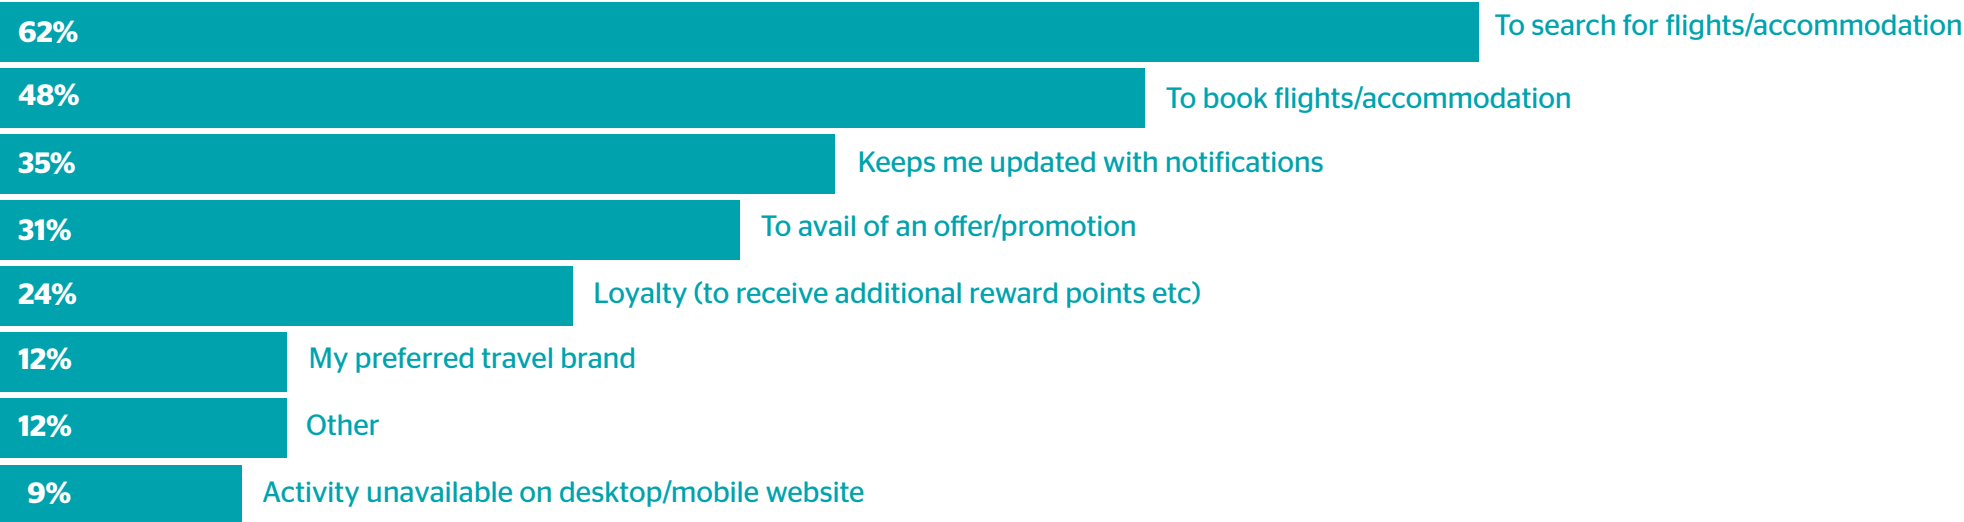 62% To search for flights/accommodation
48% To book flights/accommodation
35% Keeps me updated with notifications
31% To avail of an offer/promotion
24% Loyalty (to receive additional reward points etc)
12% My preferred travel brand
12% Other
9% Activity unavailable on desktop/mobile website